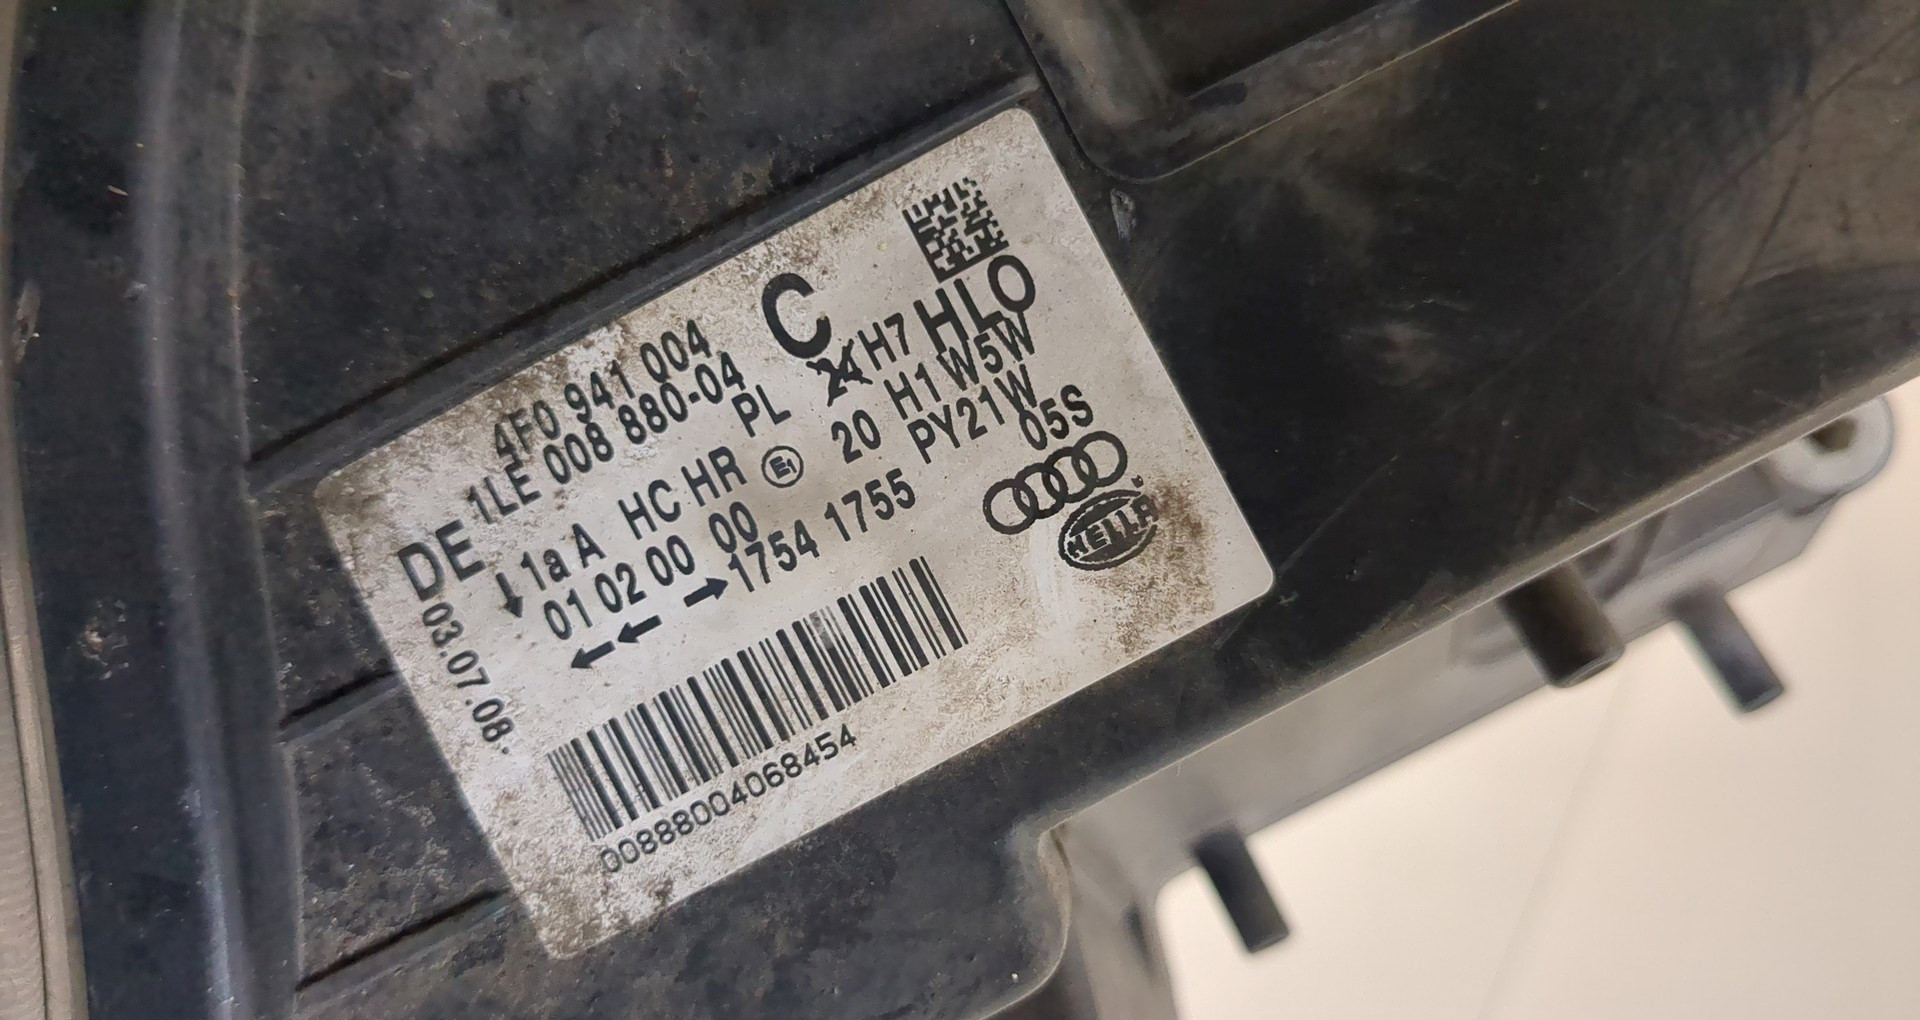 4F0 941 004 C
1LE 008 880-04
PL H7 HLO
DE 1a A HC HR E1 20 H1 W5W
01 02 00 00 PY21W
1754 1755 05S
HELLA
03.07.08.
00888004068454